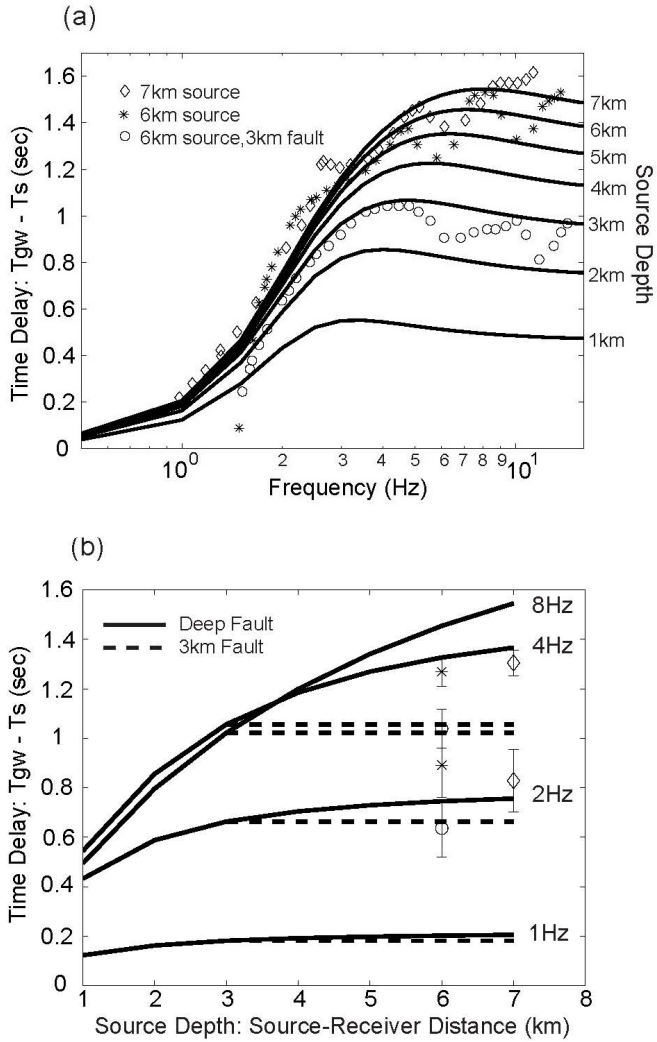 (a)
Time Delay: Tgw - Ts (sec)
1.6
1.4
1.2
1
0.8
0.6
0.4
0.2
0
7km source
6km source
6km source,3km fault
7km
6km
5km
4km
3km
2km
1km
Source Depth
10⁰ 2 3 4 5 6 7 8 9 10¹
Frequency (Hz)
(b)
Time Delay: Tgw - Ts (sec)
1.6
1.4
1.2
1
0.8
0.6
0.4
0.2
0
Deep Fault
3km Fault
8Hz
4Hz
2Hz
1Hz
1 2 3 4 5 6 7 8
Source Depth: Source-Receiver Distance (km)